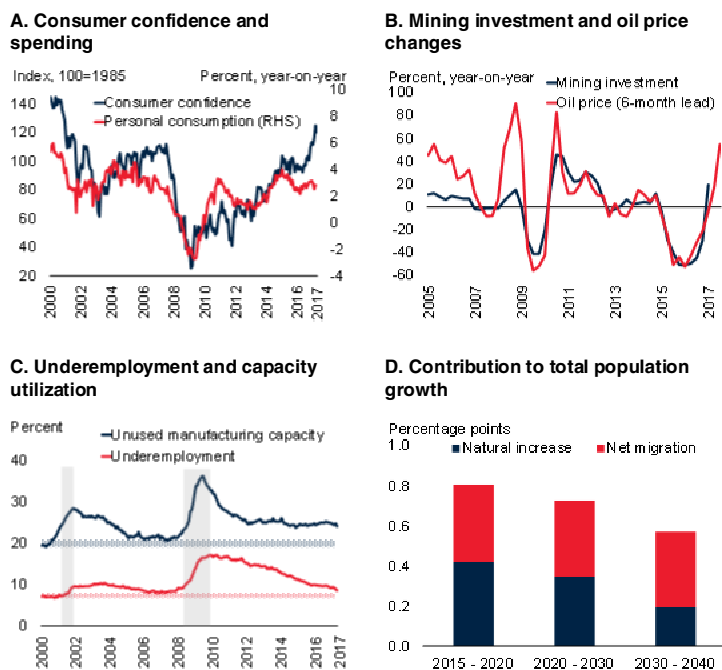 A. Consumer confidence and
spending
Index, 100=1985
Percent, year-on-year
Consumer confidence
Personal consumption (RHS)
140
120
100
80
60
40
20
10
8
6
4
2
0
-2
-4
2000
2002
2004
2006
2008
2010
2012
2014
2016
2017
B. Mining investment and oil price
changes
Percent, year-on-year
Mining investment
Oil price (6-month lead)
100
80
60
40
20
0
-20
-40
-60
2005
2007
2009
2011
2013
2015
2017
C. Underemployment and capacity
utilization
Percent
Unused manufacturing capacity
Underemployment
40
30
20
10
0
2000
2002
2004
2006
2008
2010
2012
2014
2017
D. Contribution to total population
growth
Percentage points
Natural increase
Net migration
1.0
0.8
0.6
0.4
0.2
0.0
2015 - 2020
2020 - 2030
2030 - 2040